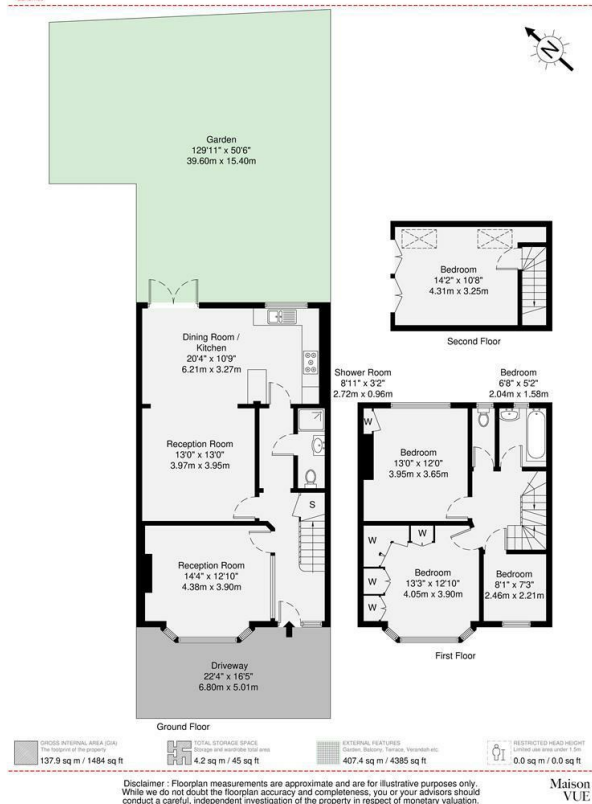 Garden
129'11" x 50'6"
39.60m x 15.40m
N
Bedroom
14'2" x 10'8"
4.31m x 3.25m
Second Floor
Dining Room /
Kitchen
20'4" x 10'9"
6.21m x 3.27m
Shower Room
8'11" x 3'2"
2.72m x 0.96m
Bedroom
6'8" x 5'2"
2.04m x 1.58m
Reception Room
13'0" x 13'0"
3.97m x 3.95m
W
Bedroom
13'0" x 12'0"
3.95m x 3.65m
S
Reception Room
14'4" x 12'10"
4.38m x 3.90m
W
W
W
W
Bedroom
13'3" x 12'10"
4.05m x 3.90m
Bedroom
8'1" x 7'3"
2.46m x 2.21m
First Floor
Driveway
22'4" x 16'5"
6.80m x 5.01m
Ground Floor
GROSS INTERNAL AREA (GIA)
The footprint of the property
137.9 sq m / 1484 sq ft
TOTAL STORAGE SPACE
Storage and wardrobe total area
4.2 sq m / 45 sq ft
EXTERNAL FEATURES
Garden, Balcony, Terrace, Verandah etc.
407.4 sq m / 4385 sq ft
RESTRICTED HEAD HEIGHT
Limited use area under 1.5m
0.0 sq m / 0.0 sq ft
Disclaimer : Floorplan measurements are approximate and are for illustrative purposes only.
While we do not doubt the floorplan accuracy and completeness, you or your advisors should
conduct a careful, independent investigation of the property in respect of monetary valuation.
Maison
VUE